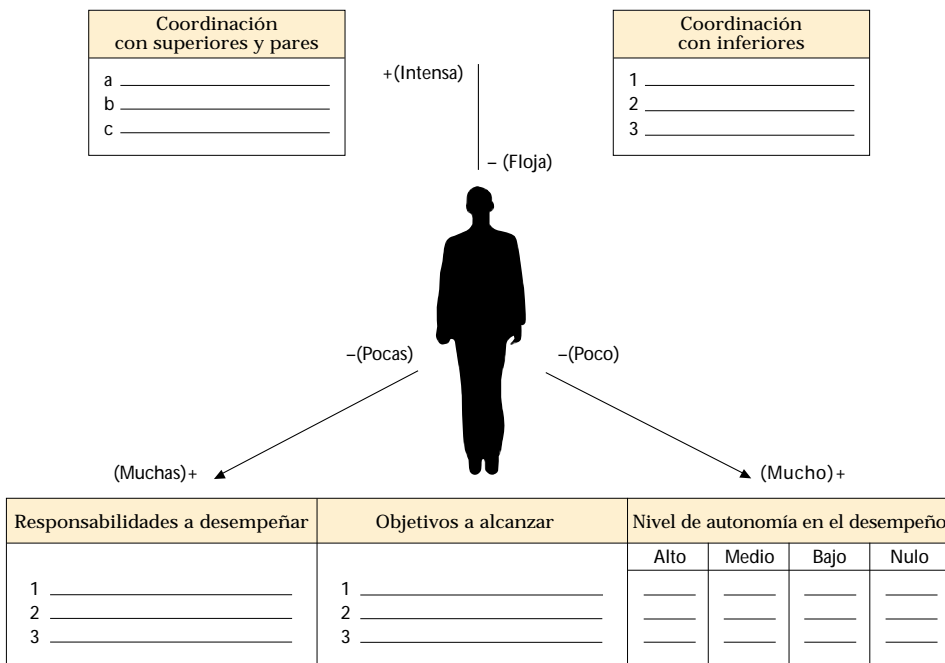 Coordinación
con superiores y pares
a
b
c
+(Intensa)
– (Floja)
Coordinación
con inferiores
1
2
3
–(Pocas)
–(Poco)
(Muchas)+
(Mucho)+
Responsabilidades a desempeñar
1
2
3
Objetivos a alcanzar
1
2
3
Nivel de autonomía en el desempeño
Alto Medio Bajo Nulo